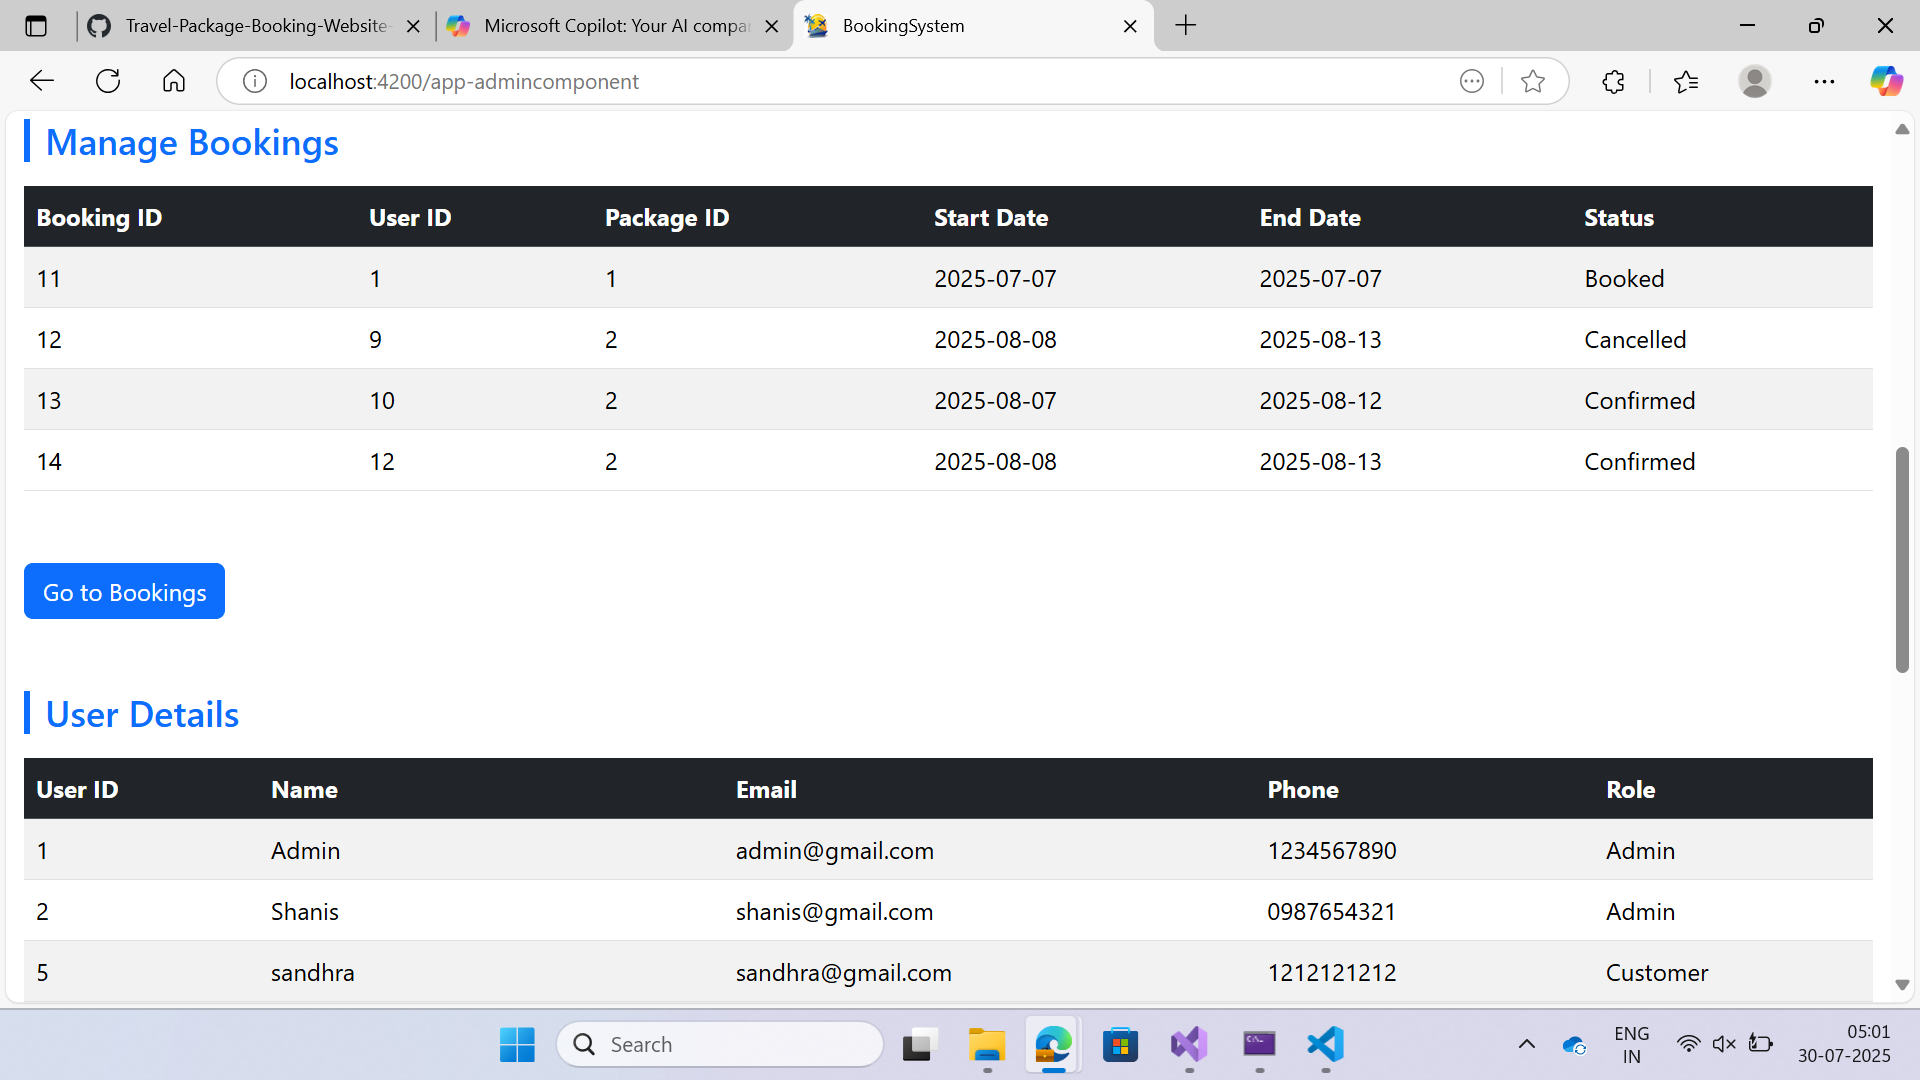 Travel-Package-Booking-Website-
Microsoft Copilot: Your AI compa
BookingSystem
localhost:4200/app-admincomponent
Manage Bookings
Booking ID User ID Package ID Start Date End Date Status
11 1 1 2025-07-07 2025-07-07 Booked
12 9 2 2025-08-08 2025-08-13 Cancelled
13 10 2 2025-08-07 2025-08-12 Confirmed
14 12 2 2025-08-08 2025-08-13 Confirmed
Go to Bookings
User Details
User ID Name Email Phone Role
1 Admin admin@gmail.com 1234567890 Admin
2 Shanis shanis@gmail.com 0987654321 Admin
5 sandhra sandhra@gmail.com 1212121212 Customer
Search
ENG
IN
05:01
30-07-2025